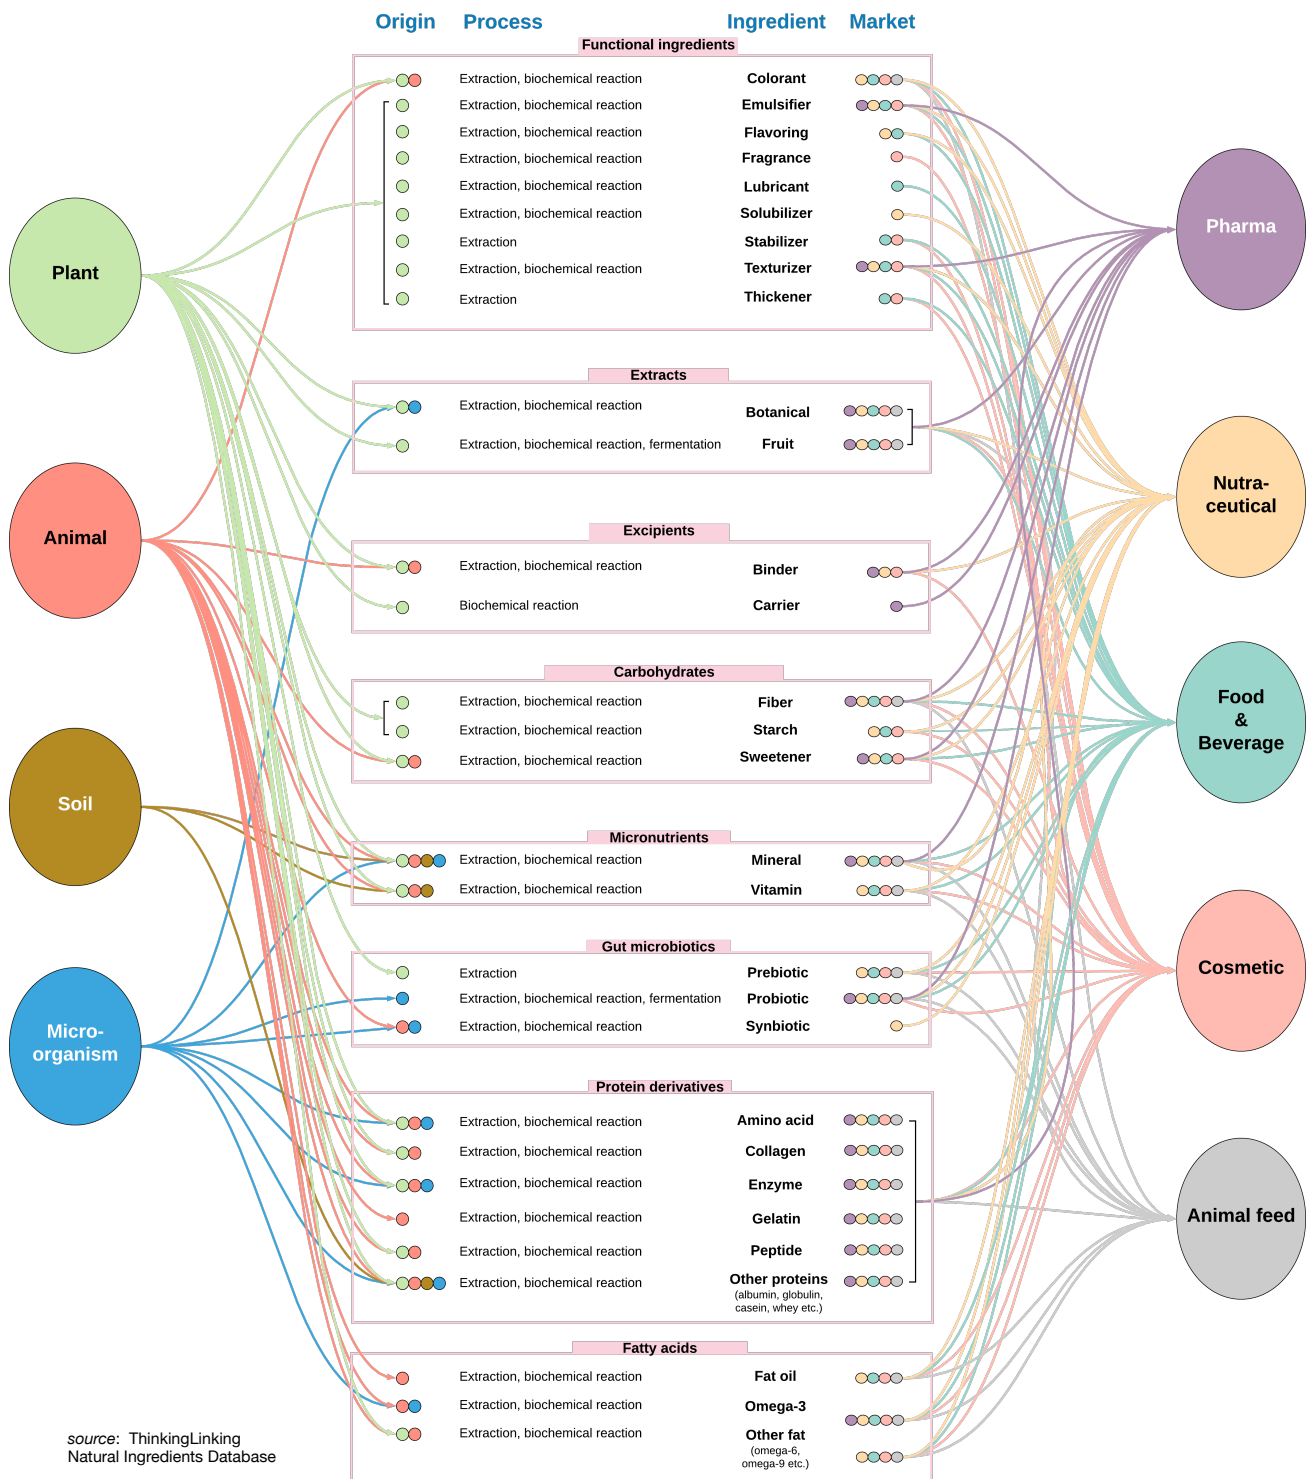 Origin Process Ingredient Market
Functional ingredients
Extraction, biochemical reaction Colorant
Extraction, biochemical reaction Emulsifier
Extraction, biochemical reaction Flavoring
Extraction, biochemical reaction Fragrance
Extraction, biochemical reaction Lubricant
Extraction, biochemical reaction Solubilizer
Extraction Stabilizer
Extraction, biochemical reaction Texturizer
Extraction Thickener
Extracts
Extraction, biochemical reaction Botanical
Extraction, biochemical reaction, fermentation Fruit
Excipients
Extraction, biochemical reaction Binder
Biochemical reaction Carrier
Carbohydrates
Extraction, biochemical reaction Fiber
Extraction, biochemical reaction Starch
Extraction, biochemical reaction Sweetener
Micronutrients
Extraction, biochemical reaction Mineral
Extraction, biochemical reaction Vitamin
Gut microbiotics
Extraction Prebiotic
Extraction, biochemical reaction, fermentation Probiotic
Extraction, biochemical reaction Synbiotic
Protein derivatives
Extraction, biochemical reaction Amino acid
Extraction, biochemical reaction Collagen
Extraction, biochemical reaction Enzyme
Extraction, biochemical reaction Gelatin
Extraction, biochemical reaction Peptide
Extraction, biochemical reaction Other proteins
(albumin, globulin,
casein, whey etc.)
Fatty acids
Extraction, biochemical reaction Fat oil
Extraction, biochemical reaction Omega-3
Extraction, biochemical reaction Other fat
(omega-6,
omega-9 etc.)
Plant
Animal
Soil
Micro-
organism
Pharma
Nutra-
ceutical
Food
&
Beverage
Cosmetic
Animal feed
source: ThinkingLinking
Natural Ingredients Database